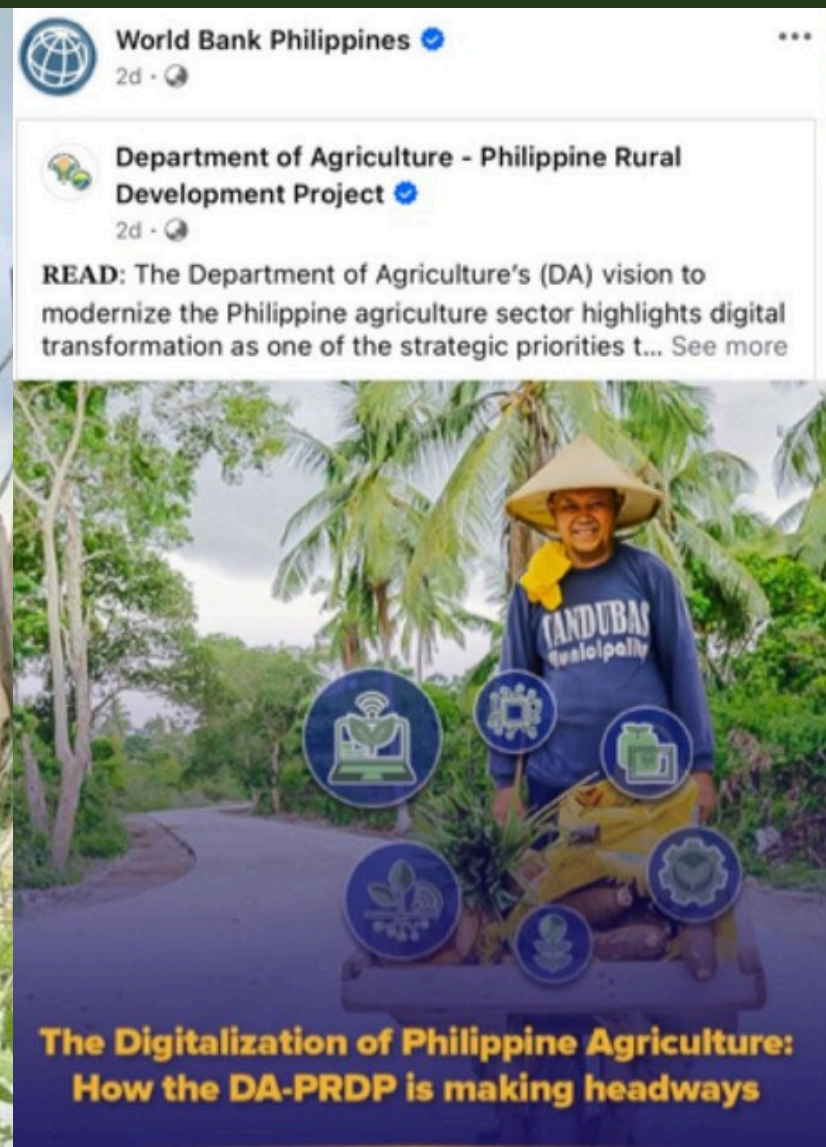 World Bank Philippines
2d ·
Department of Agriculture - Philippine Rural
Development Project
2d ·
READ: The Department of Agriculture's (DA) vision to
modernize the Philippine agriculture sector highlights digital
transformation as one of the strategic priorities t... See more
TANDUBAS
Municipality
The Digitalization of Philippine Agriculture:
How the DA-PRDP is making headways